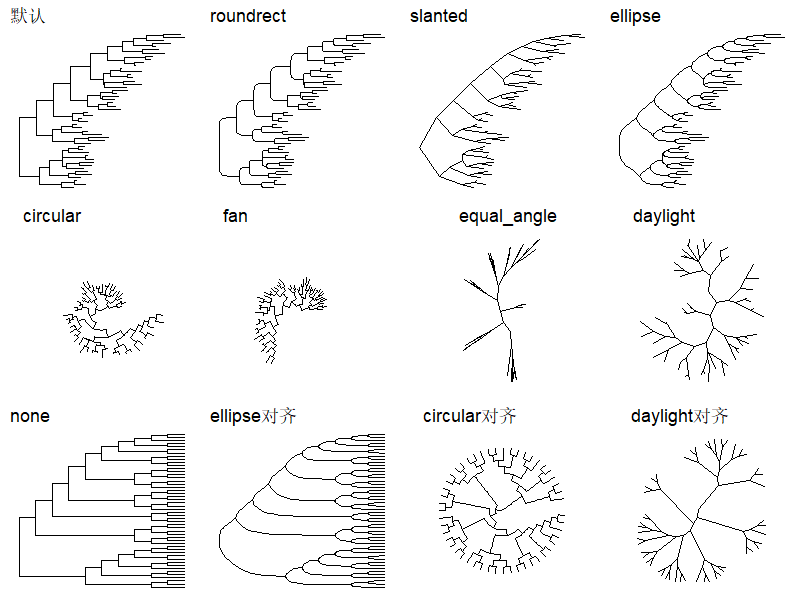 默认
roundrect
slanted
ellipse
circular
fan
equal_angle
daylight
none
ellipse对齐
circular对齐
daylight对齐